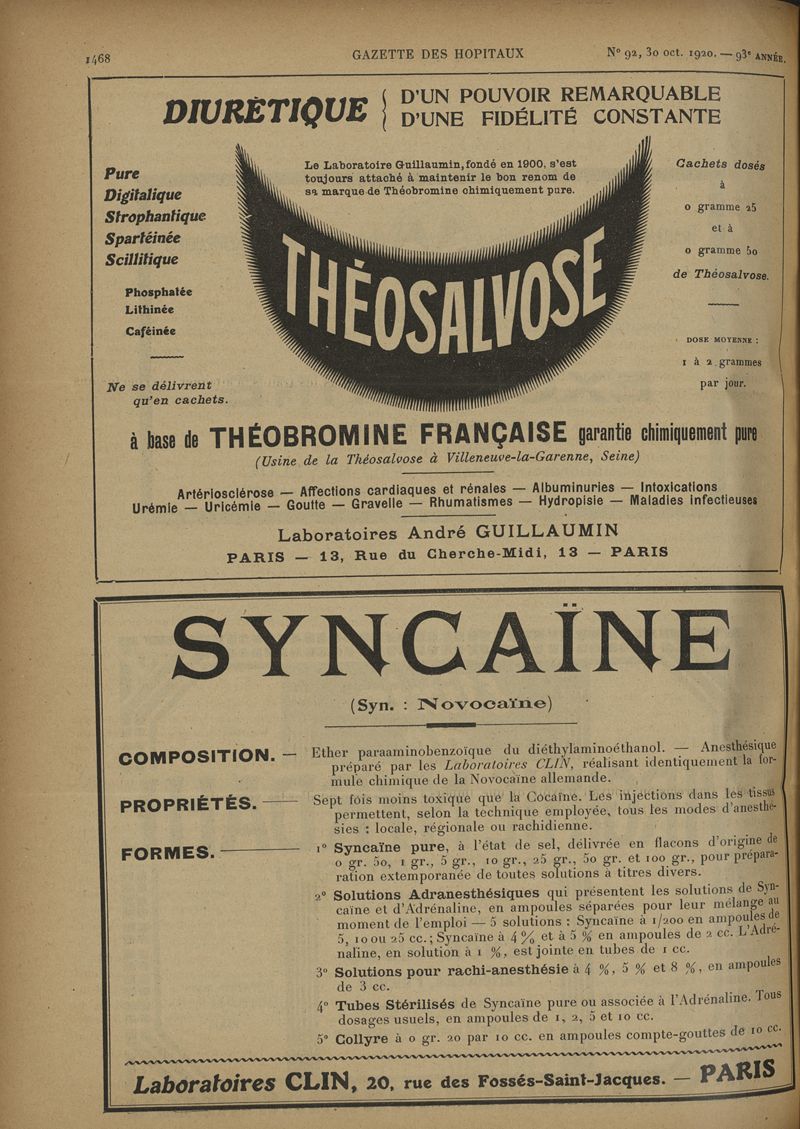 1468
GAZETTE DES HOPITAUX
N° 92, 30 oct. 1920. — 93e ANNÉE.
DIURÉTIQUE
D'UN POUVOIR REMARQUABLE
D'UNE FIDÉLITÉ CONSTANTE
Pure
Digitalique
Strophantique
Spartéinée
Scillitique
Phosphatée
Lithinée
Caféinée
Ne se délivrent
qu'en cachets.
Le Laboratoire Guillaumin, fondé en 1900, s'est
toujours attaché à maintenir le bon renom de
sa marque de Théobromine chimiquement pure.
THÉOSALVOSE
Cachets dosés
à
0 gramme 25
et à
0 gramme 50
de Théosalvose.
DOSE MOYENNE :
1 à 2 grammes
par jour.
à base de THÉOBROMINE FRANÇAISE garantie chimiquement pure
(Usine de la Théosalvose à Villeneuve-la-Garenne, Seine)
Artériosclérose — Affections cardiaques et rénales — Albuminuries — Intoxications
Urémie — Uricémie — Goutte — Gravelle — Rhumatismes — Hydropisie — Maladies infectieuses
Laboratoires André GUILLAUMIN
PARIS — 13, Rue du Cherche-Midi, 13 — PARIS
SYNCAÏNE
(Syn. : Novocaïne)
COMPOSITION. — Ether paraaminobenzoïque du diéthylaminoéthanol. — Anesthésique
préparé par les Laboratoires CLIN, réalisant identiquement la for-
mule chimique de la Novocaïne allemande.
PROPRIÉTÉS. — Sept fois moins toxique que la Cocaïne. Les injections dans les tissus
permettent, selon la technique employée, tous les modes d'anesthé-
sies : locale, régionale ou rachidienne.
FORMES. — 1° Syncaïne pure, à l'état de sel, délivrée en flacons d'origine de
0 gr. 50, 1 gr., 5 gr., 10 gr., 25 gr., 50 gr. et 100 gr., pour prépara-
ration extemporanée de toutes solutions à titres divers.
2° Solutions Adranesthésiques qui présentent les solutions de Syn-
caïne et d'Adrénaline, en ampoules séparées pour leur mélange au
moment de l'emploi — 5 solutions : Syncaïne à 1/200 en ampoules de
5, 10 ou 25 cc. ; Syncaïne à 4 % et à 5 % en ampoules de 2 cc. L'Adré-
naline, en solution à 1 %, est jointe en tubes de 1 cc.
3° Solutions pour rachi-anesthésie à 4 %, 5 % et 8 %, en ampoules
de 3 cc.
4° Tubes Stérilisés de Syncaïne pure ou associée à l'Adrénaline. Tous
dosages usuels, en ampoules de 1, 2, 5 et 10 cc.
5° Collyre à 0 gr. 20 par 10 cc. en ampoules compte-gouttes de 10 cc.
Laboratoires CLIN, 20, rue des Fossés-Saint-Jacques. — PARIS